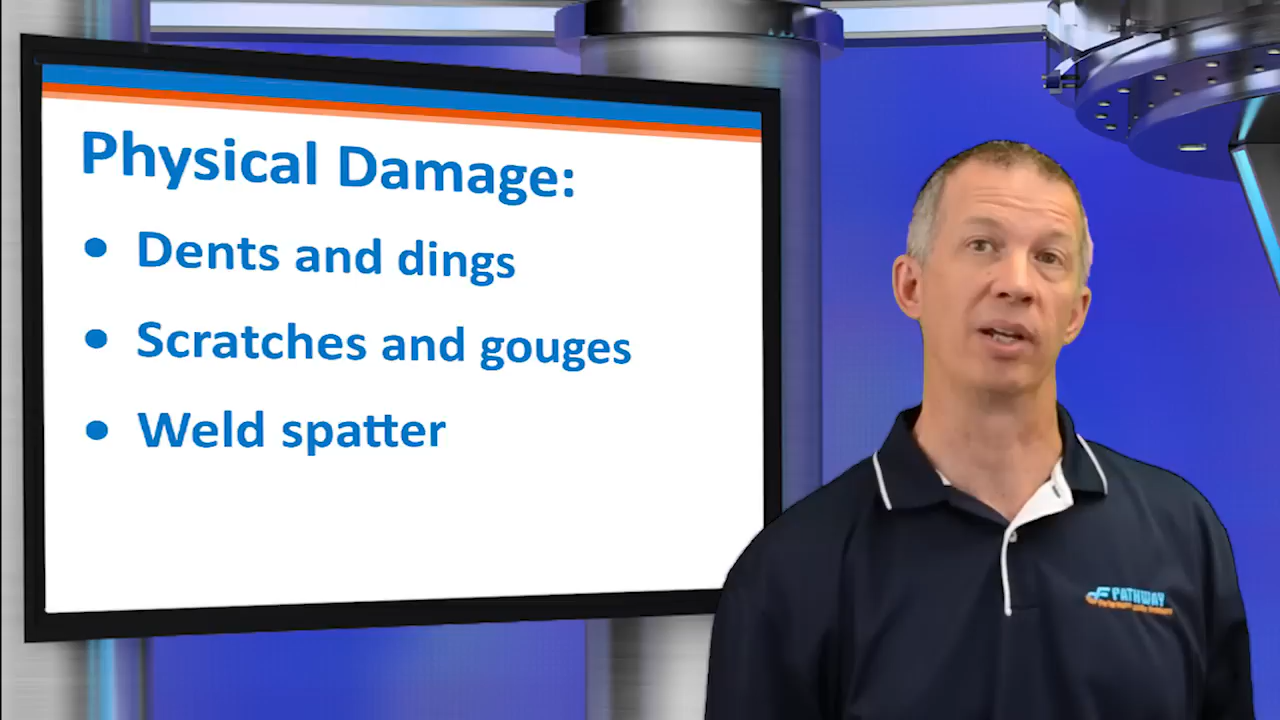 Physical Damage:
• Dents and dings
• Scratches and gouges
• Weld spatter
PATHWAY